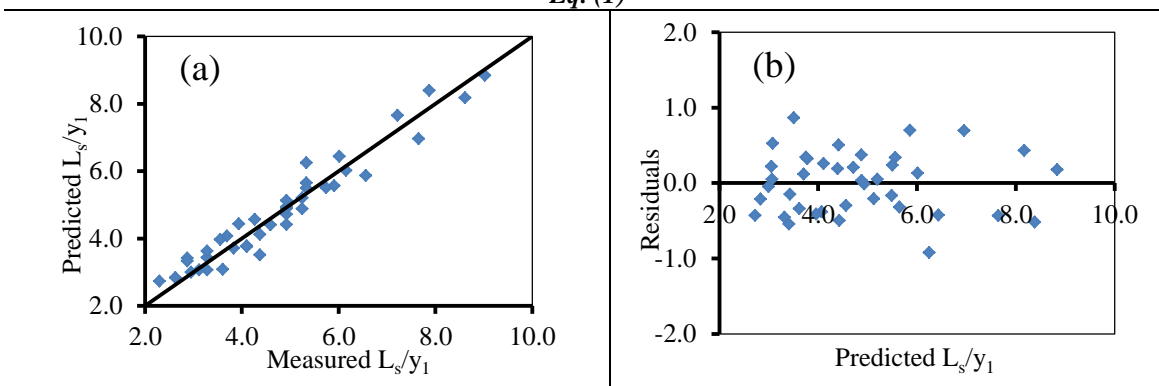 Eq. (1)
(a)
10.0
8.0
6.0
4.0
2.0
Predicted Ls/y1
2.0 4.0 6.0 8.0 10.0
Measured Ls/y1
(b)
2.0
1.0
0.0
-1.0
-2.0
Residuals
2.0 4.0 6.0 8.0 10.0
Predicted Ls/y1